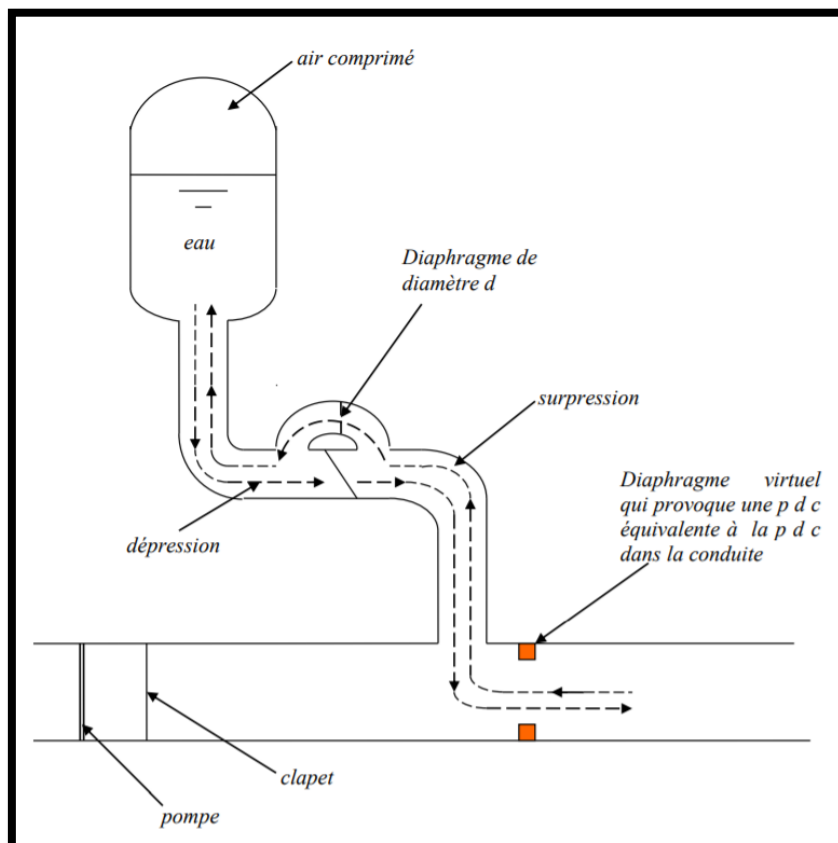 air comprimé
eau
Diaphragme de
diamètre d
surpression
Diaphragme virtuel
qui provoque une p d c
équivalente à la p d c
dans la conduite
dépression
clapet
pompe